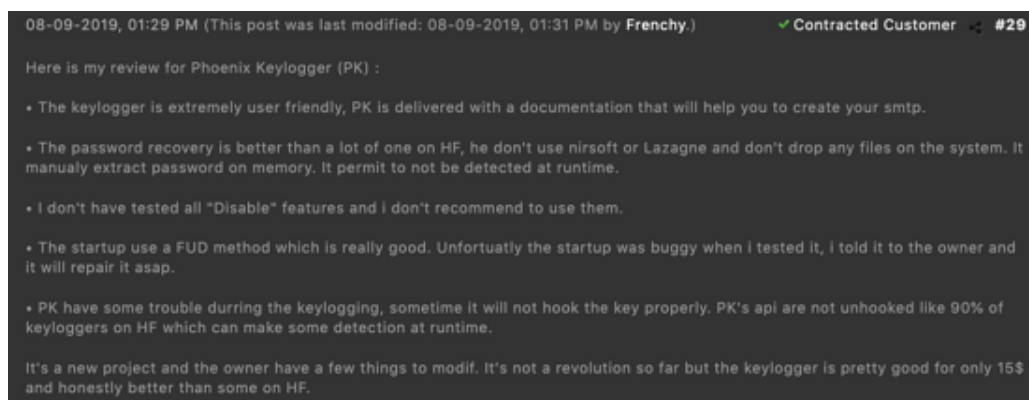 08-09-2019, 01:29 PM (This post was last modified: 08-09-2019, 01:31 PM by Frenchy.) ✔ Contracted Customer #29
Here is my review for Phoenix Keylogger (PK) :
• The keylogger is extremely user friendly, PK is delivered with a documentation that will help you to create your smtp.
• The password recovery is better than a lot of one on HF, he don't use nirsoft or Lazagne and don't drop any files on the system. It
manualy extract password on memory. It permit to not be detected at runtime.
• I don't have tested all "Disable" features and i don't recommend to use them.
• The startup use a FUD method which is really good. Unfortuatly the startup was buggy when i tested it, i told it to the owner and
it will repair it asap.
• PK have some trouble durring the keylogging, sometime it will not hook the key properly. PK's api are not unhooked like 90% of
keyloggers on HF which can make some detection at runtime.
It's a new project and the owner have a few things to modif. It's not a revolution so far but the keylogger is pretty good for only 15$
and honestly better than some on HF.